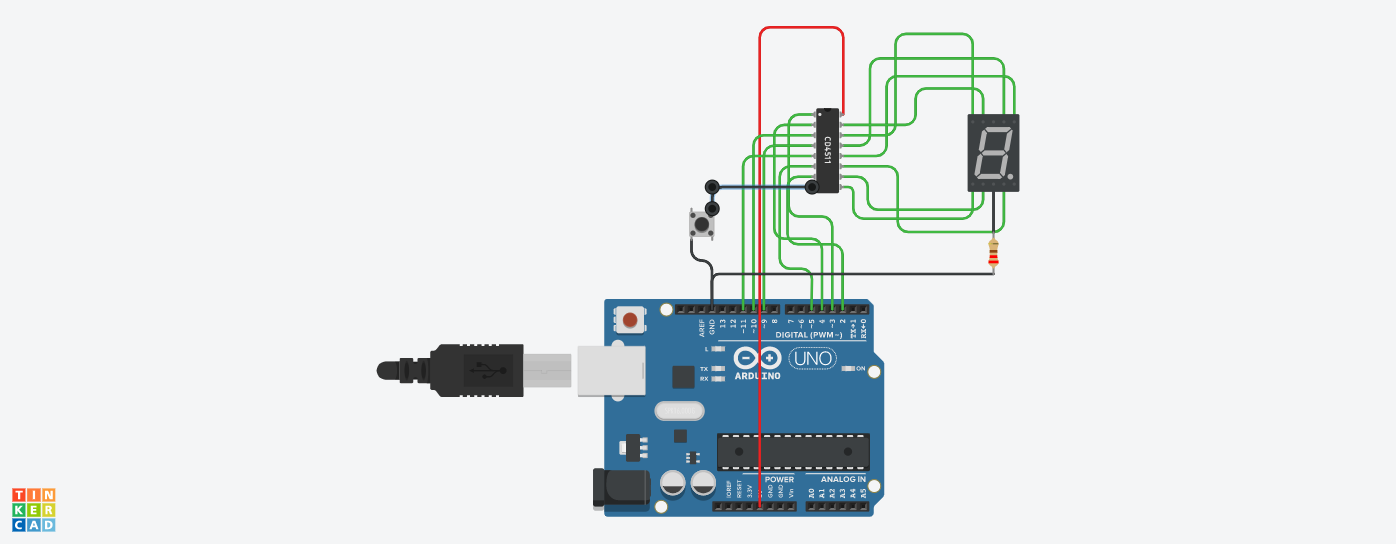 CD4511
AREF
GND
13
12
~11
~10
~9
8
7
~6
~5
4
~3
2
TX→1
RX←0
DIGITAL (PWM~)
L
TX
RX
ARDUINO
UNO
ON
POWER
ANALOG IN
IOREF
RESET
3.3V
GND
GND
Vin
A0
A1
A2
A3
A4
A5
TIN
KER
CAD